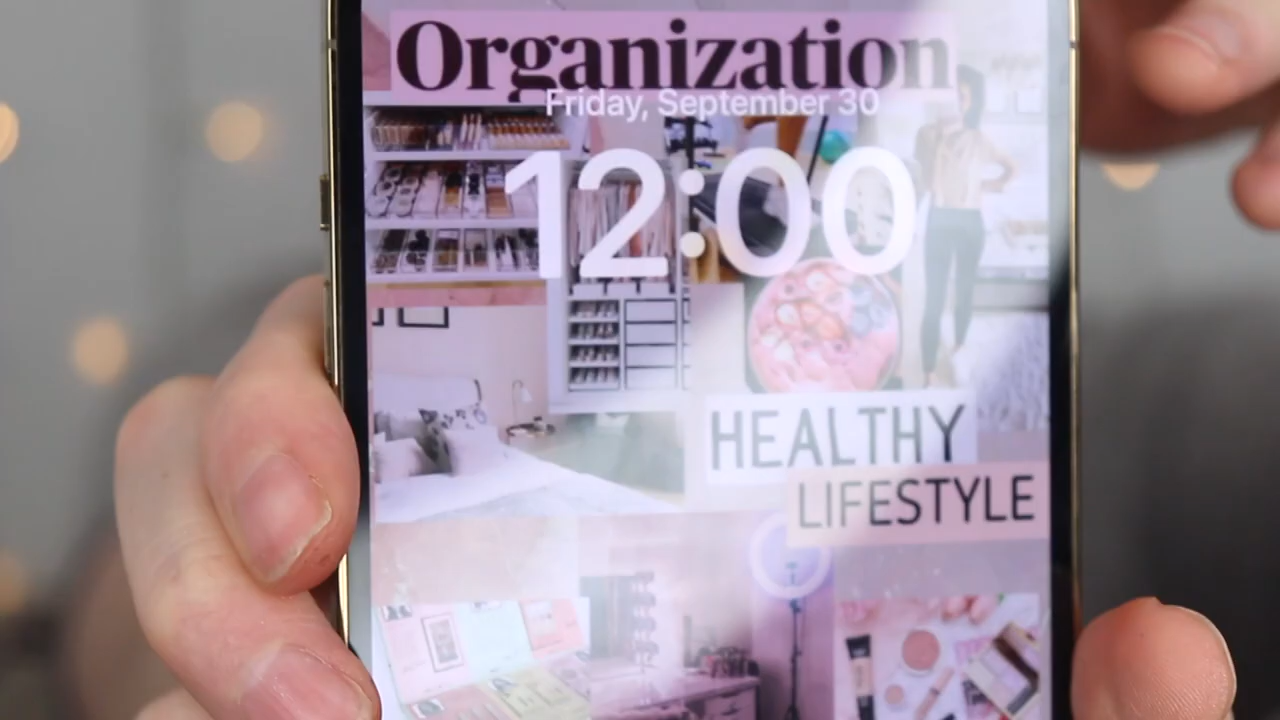 Organization
Friday, September 30
12:00
HEALTHY
LIFESTYLE